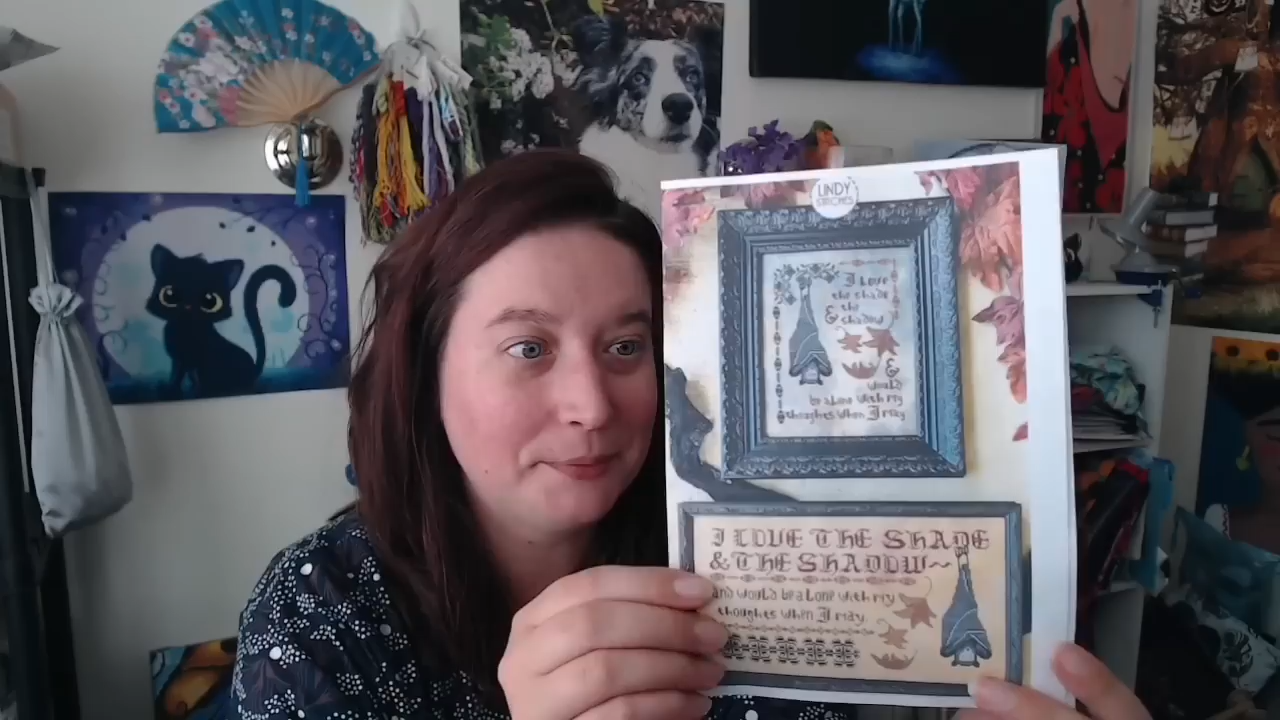 LINDY
STITCHES
I Love
the shade
& the
shadow
&
would
be alone with my
thoughts when I may
I LOVE THE SHADE
& THE SHADOW~
and would be alone with my
thoughts when I may